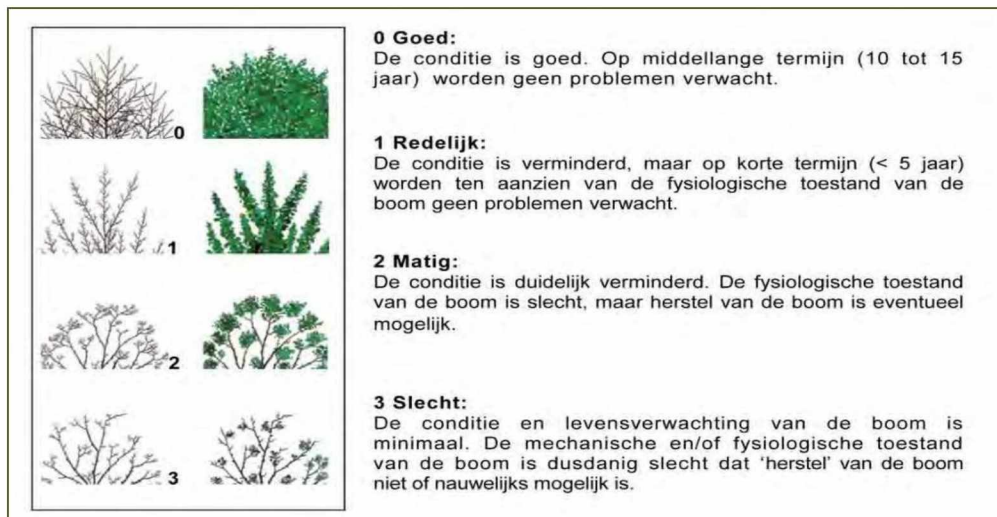 0 Goed:
De conditie is goed. Op middellange termijn (10 tot 15
jaar) worden geen problemen verwacht.
0
1 Redelijk:
De conditie is verminderd, maar op korte termijn (< 5 jaar)
worden ten aanzien van de fysiologische toestand van de
boom geen problemen verwacht.
1
2 Matig:
De conditie is duidelijk verminderd. De fysiologische toestand
van de boom is slecht, maar herstel van de boom is eventueel
mogelijk.
2
3 Slecht:
De conditie en levensverwachting van de boom is
minimaal. De mechanische en/of fysiologische toestand
van de boom is dusdanig slecht dat ‘herstel’ van de boom
niet of nauwelijks mogelijk is.
3